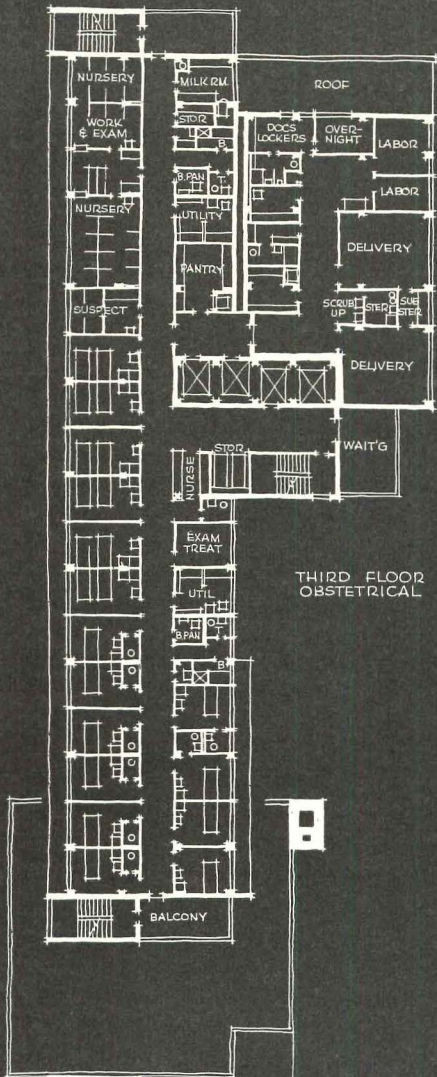 NURSERY
WORK
& EXAM
NURSERY
SUSPECT
MILK RM.
STOR
B.
B.PAN
T.
UTILITY
PANTRY
ROOF
DOCS
LOCKERS
OVER-
NIGHT
LABOR
LABOR
DELIVERY
SCRUB
UP
STER
SUB
STER
DELIVERY
WAIT'G
STOR
NURSE
EXAM
TREAT
UTIL
B.PAN
T.
B.
THIRD FLOOR
OBSTETRICAL
BALCONY